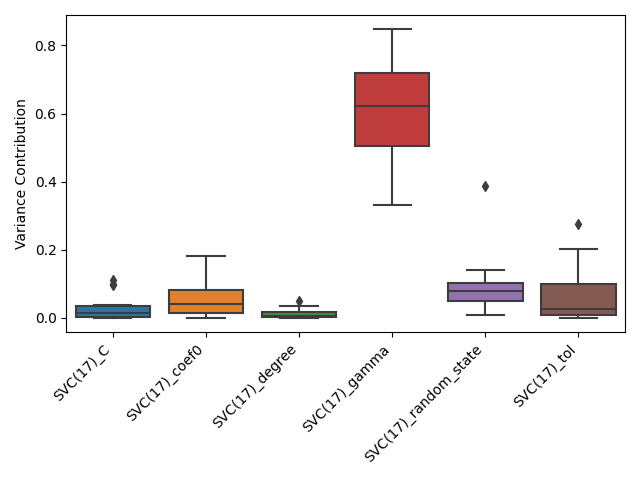 Variance Contribution
0.8
0.6
0.4
0.2
0.0
SVC(17)_C
SVC(17)_coef0
SVC(17)_degree
SVC(17)_gamma
SVC(17)_random_state
SVC(17)_tol